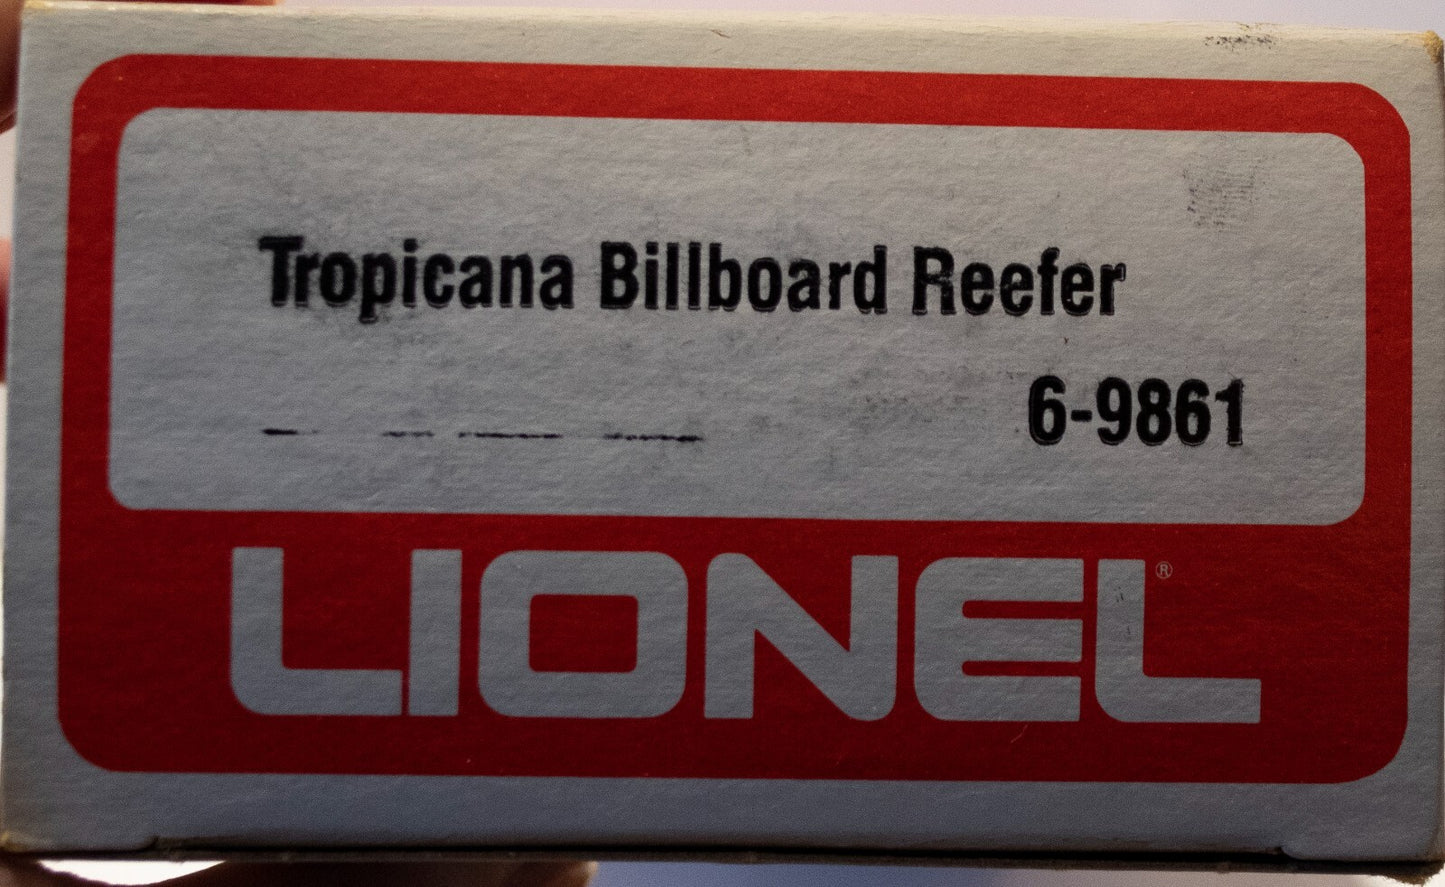 Tropicana Billboard Reefer
6-9861
LIONEL®